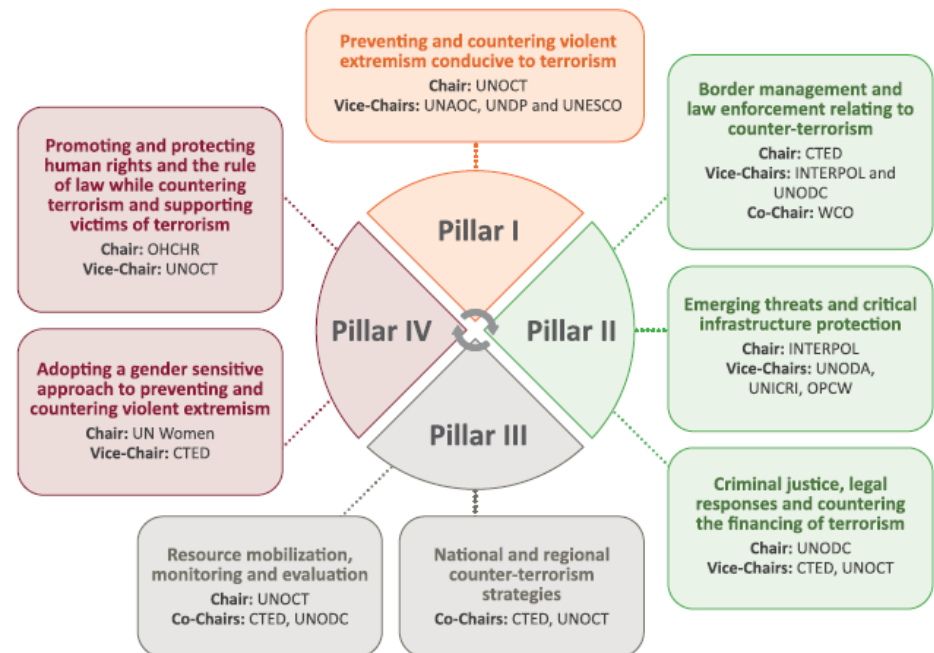 Preventing and countering violent
extremism conducive to terrorism
Chair: UNOCT
Vice-Chairs: UNAOC, UNDP and UNESCO
Border management and
law enforcement relating to
counter-terrorism
Chair: CTED
Vice-Chairs: INTERPOL and
UNODC
Co-Chair: WCO
Promoting and protecting
human rights and the rule
of law while countering
terrorism and supporting
victims of terrorism
Chair: OHCHR
Vice-Chair: UNOCT
Pillar I
Pillar IV
Pillar II
Pillar III
Emerging threats and critical
infrastructure protection
Chair: INTERPOL
Vice-Chairs: UNODA,
UNICRI, OPCW
Adopting a gender sensitive
approach to preventing and
countering violent extremism
Chair: UN Women
Vice-Chair: CTED
Criminal justice, legal
responses and countering
the financing of terrorism
Chair: UNODC
Vice-Chairs: CTED, UNOCT
Resource mobilization,
monitoring and evaluation
Chair: UNOCT
Co-Chairs: CTED, UNODC
National and regional
counter-terrorism
strategies
Co-Chairs: CTED, UNOCT